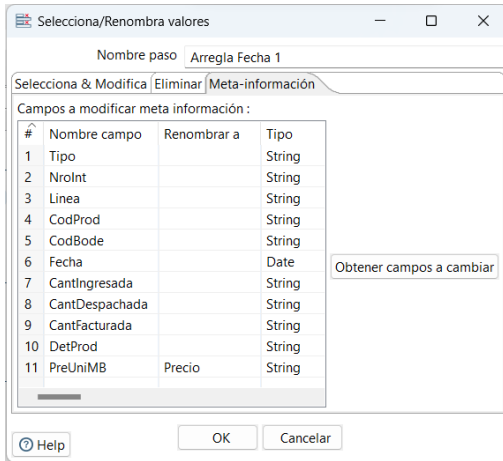 Selecciona/Renombra valores
Nombre paso Arregla Fecha 1
Selecciona & Modifica Eliminar Meta-información
Campos a modificar meta información :
# Nombre campo Renombrar a Tipo
1 Tipo String
2 NroInt String
3 Linea String
4 CodProd String
5 CodBode String
6 Fecha Date
7 CantIngresada String
8 CantDespachada String
9 CantFacturada String
10 DetProd String
11 PreUniMB Precio String
Obtener campos a cambiar
Help OK Cancelar